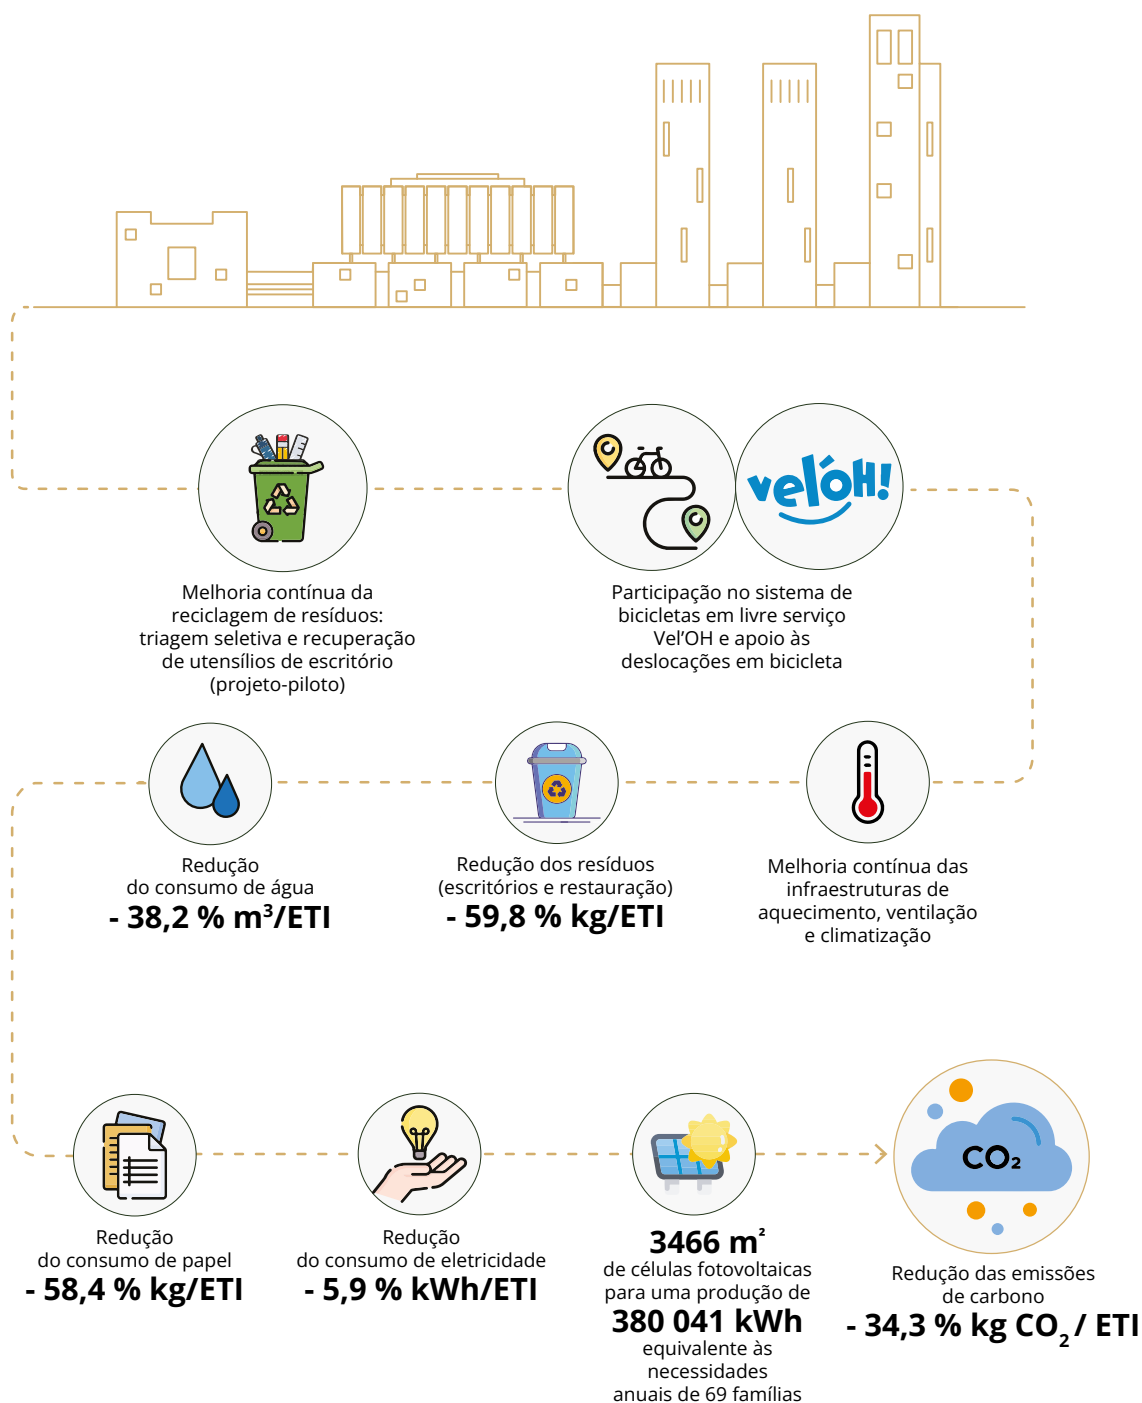 vel'óH!
Melhoria contínua da
reciclagem de resíduos:
triagem seletiva e recuperação
de utensílios de escritório
(projeto-piloto)
Participação no sistema de
bicicletas em livre serviço
Vel’OH e apoio às
deslocações em bicicleta
Redução
do consumo de água
- 38,2 % m³/ETI
Redução dos resíduos
(escritórios e restauração)
- 59,8 % kg/ETI
Melhoria contínua das
infraestruturas de
aquecimento, ventilação
e climatização
Redução
do consumo de papel
- 58,4 % kg/ETI
Redução
do consumo de eletricidade
- 5,9 % kWh/ETI
3466 m²
de células fotovoltaicas
para uma produção de
380 041 kWh
equivalente às
necessidades
anuais de 69 famílias
CO₂
Redução das emissões
de carbono
- 34,3 % kg CO₂ / ETI